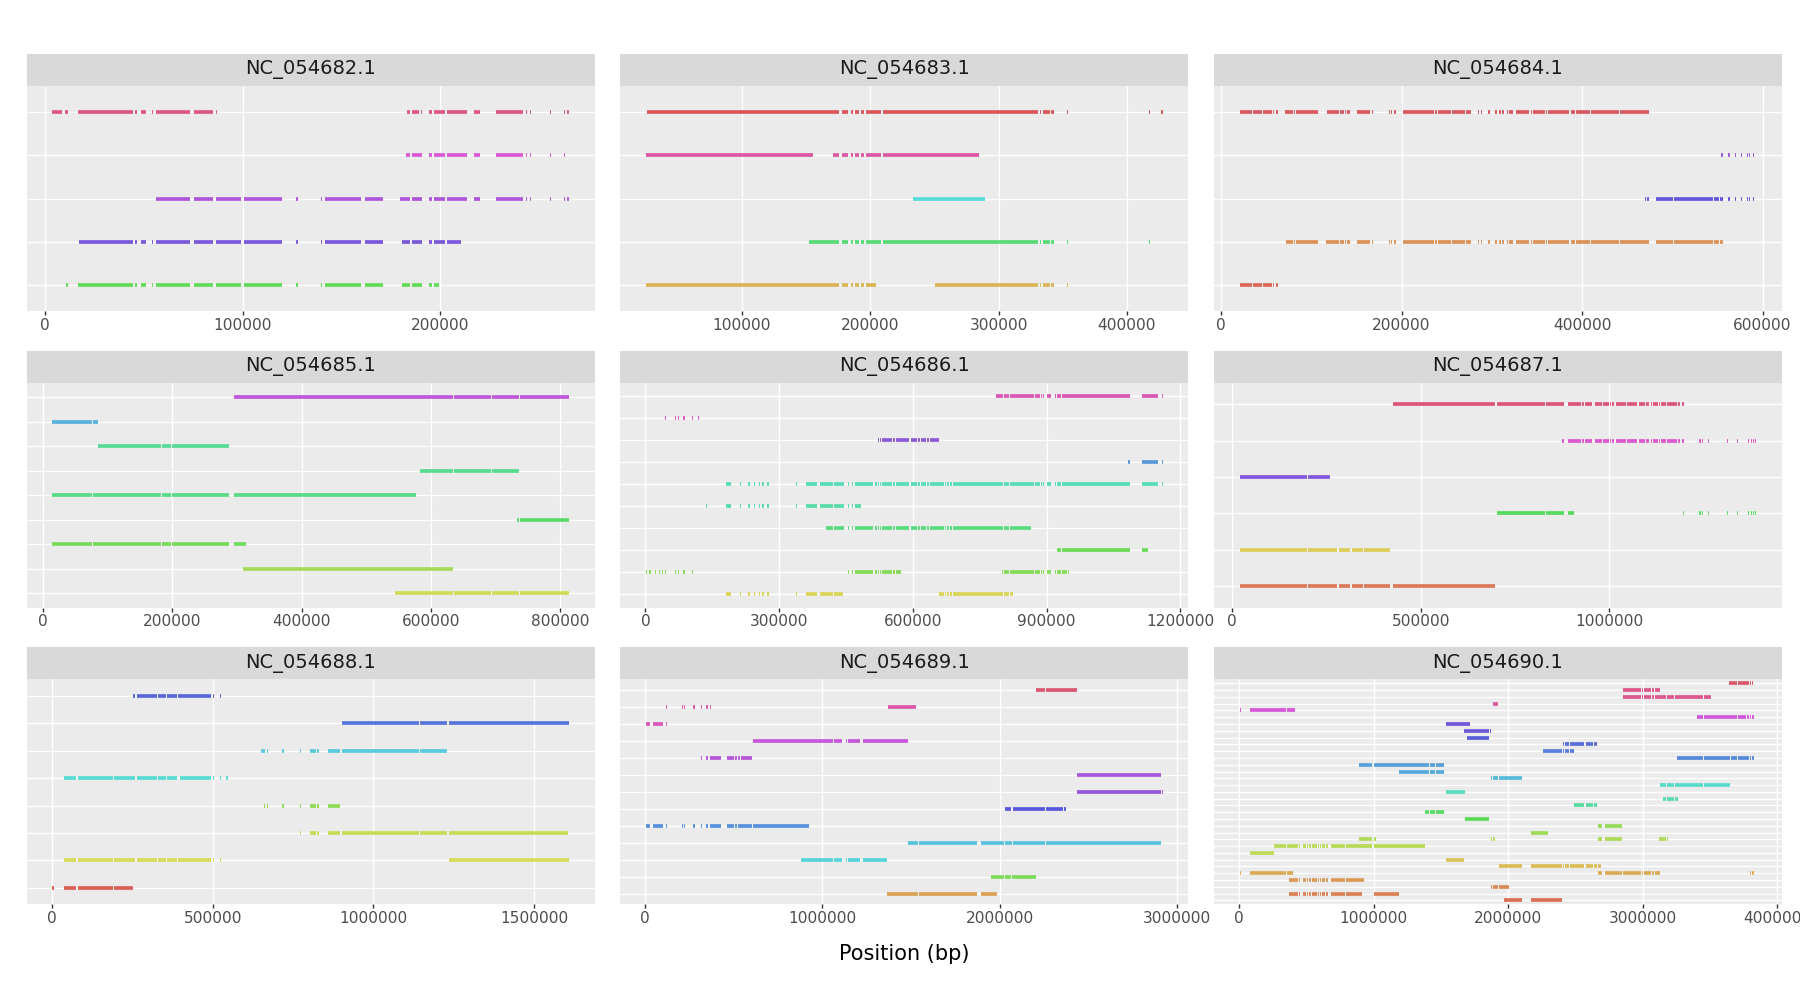 NC_054682.1 NC_054683.1 NC_054684.1
0 100000 200000 100000 200000 300000 400000 0 200000 400000 600000
NC_054685.1 NC_054686.1 NC_054687.1
0 200000 400000 600000 800000 0 300000 600000 900000 1200000 0 500000 1000000
NC_054688.1 NC_054689.1 NC_054690.1
0 500000 1000000 1500000 0 1000000 2000000 3000000 0 1000000 2000000 3000000 400000
Position (bp)